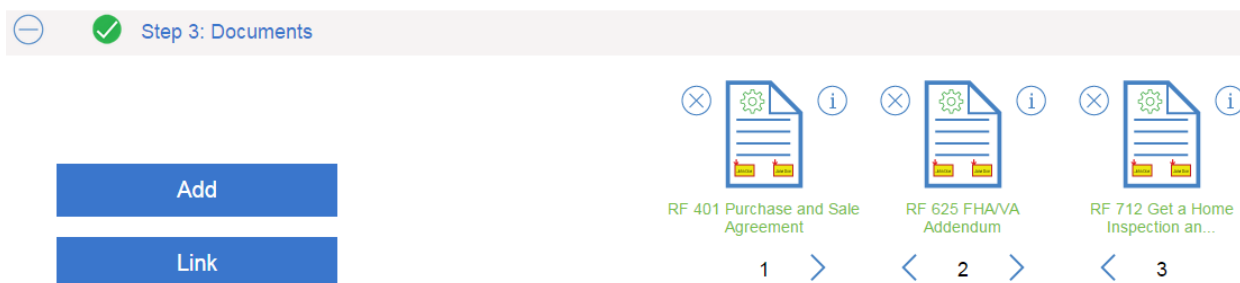 Step 3: Documents
Add
Link
RF 401 Purchase and Sale
Agreement
1
RF 625 FHA/VA
Addendum
2
RF 712 Get a Home
Inspection an...
3